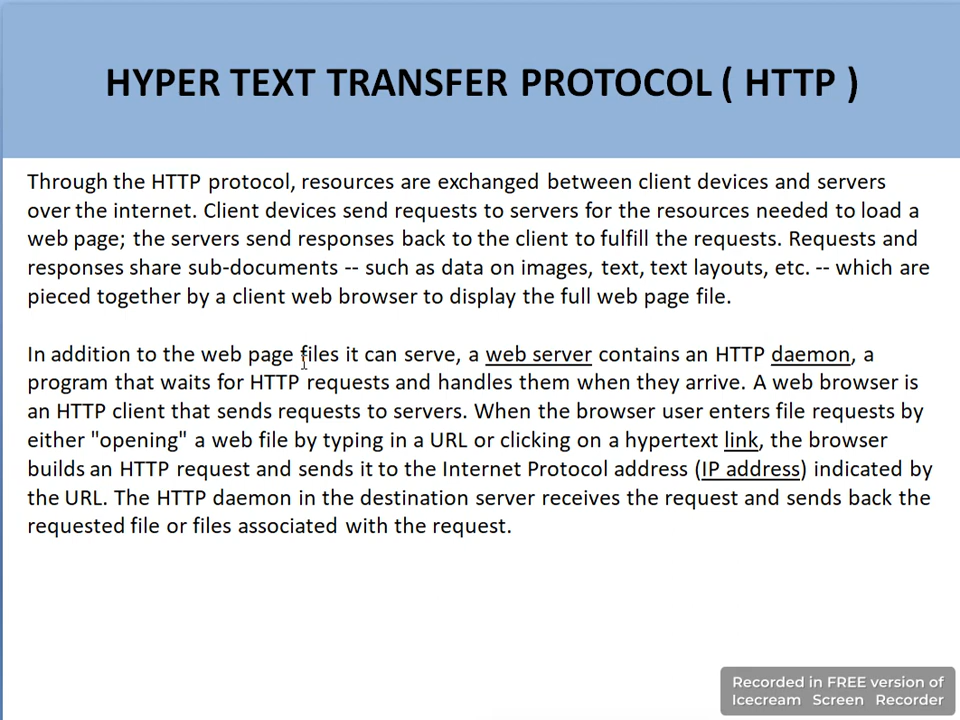 HYPER TEXT TRANSFER PROTOCOL ( HTTP )
Through the HTTP protocol, resources are exchanged between client devices and servers
over the internet. Client devices send requests to servers for the resources needed to load a
web page; the servers send responses back to the client to fulfill the requests. Requests and
responses share sub-documents -- such as data on images, text, text layouts, etc. -- which are
pieced together by a client web browser to display the full web page file.
In addition to the web page files it can serve, a web server contains an HTTP daemon, a
program that waits for HTTP requests and handles them when they arrive. A web browser is
an HTTP client that sends requests to servers. When the browser user enters file requests by
either "opening" a web file by typing in a URL or clicking on a hypertext link, the browser
builds an HTTP request and sends it to the Internet Protocol address (IP address) indicated by
the URL. The HTTP daemon in the destination server receives the request and sends back the
requested file or files associated with the request.
Recorded in FREE version of
Icecream Screen Recorder